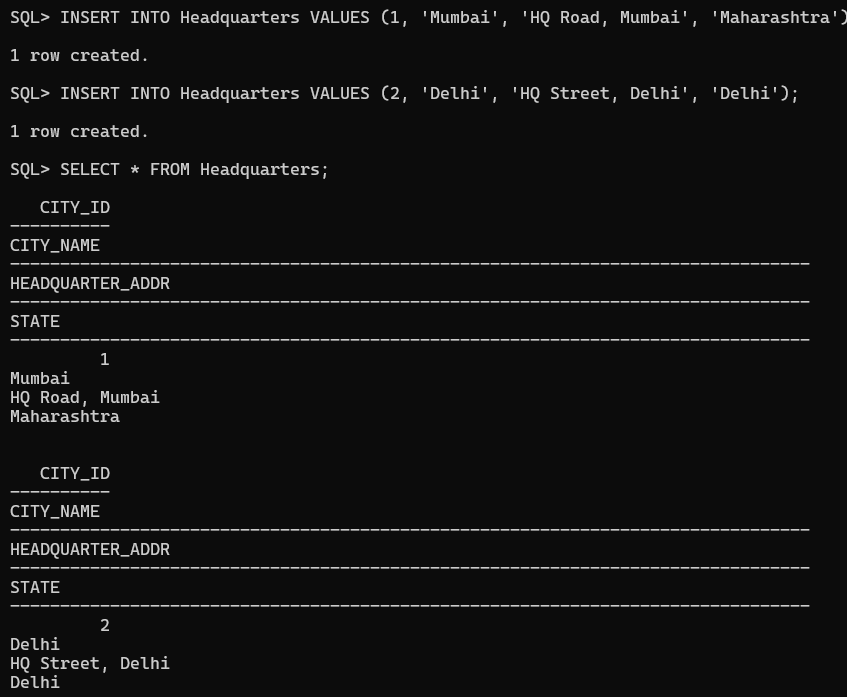 SQL> INSERT INTO Headquarters VALUES (1, 'Mumbai', 'HQ Road, Mumbai', 'Maharashtra')
1 row created.
SQL> INSERT INTO Headquarters VALUES (2, 'Delhi', 'HQ Street, Delhi', 'Delhi');
1 row created.
SQL> SELECT * FROM Headquarters;
   CITY_ID
----------
CITY_NAME
--------------------------------------------------------------------------------
HEADQUARTER_ADDR
--------------------------------------------------------------------------------
STATE
--------------------------------------------------------------------------------
         1
Mumbai
HQ Road, Mumbai
Maharashtra
   CITY_ID
----------
CITY_NAME
--------------------------------------------------------------------------------
HEADQUARTER_ADDR
--------------------------------------------------------------------------------
STATE
--------------------------------------------------------------------------------
         2
Delhi
HQ Street, Delhi
Delhi